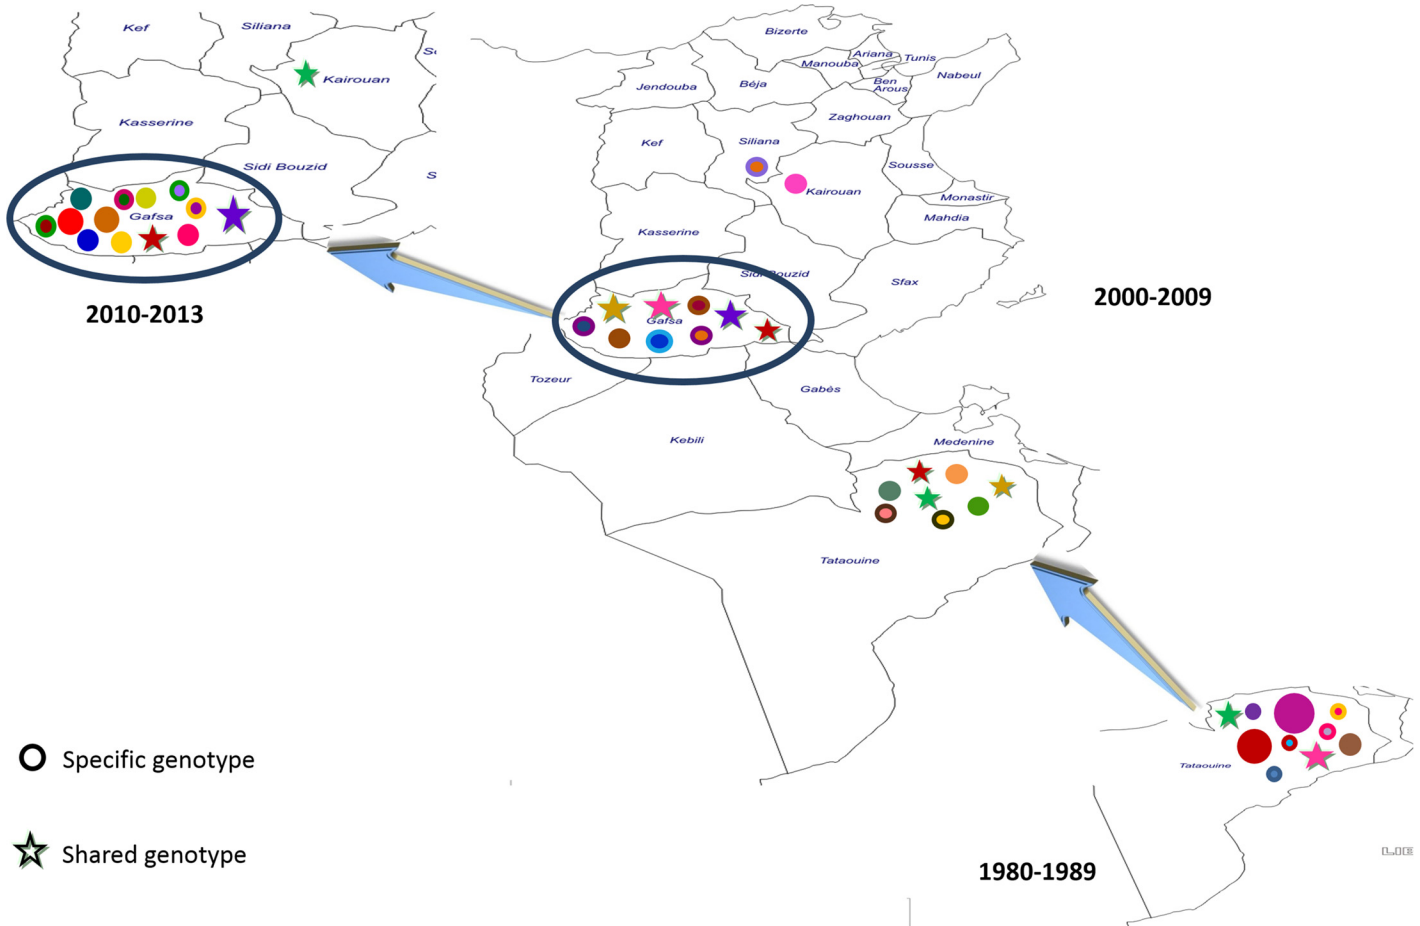 Kef
Siliana
Kairouan
Kasserine
Sidi Bouzid
S
Gafsa
2010-2013
Bizerte
Ariana
Tunis
Manouba
Nabeul
Jendouba
Béja
Ben
Arous
Zaghouan
Kef
Siliana
Sousse
Kairouan
Monastir
Mahdia
Kasserine
Sidi Bouzid
Sfax
2000-2009
Gafsa
Tozeur
Gabès
Kebili
Medenine
Tataouine
Specific genotype
Shared genotype
Tataouine
1980-1989